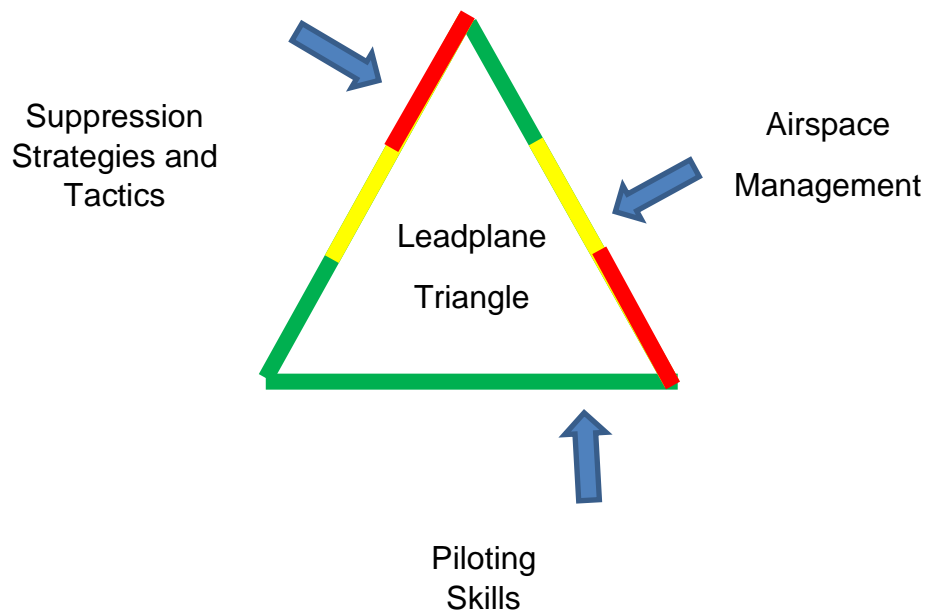 Suppression
Strategies and
Tactics
Airspace
Management
Leadplane
Triangle
Piloting
Skills